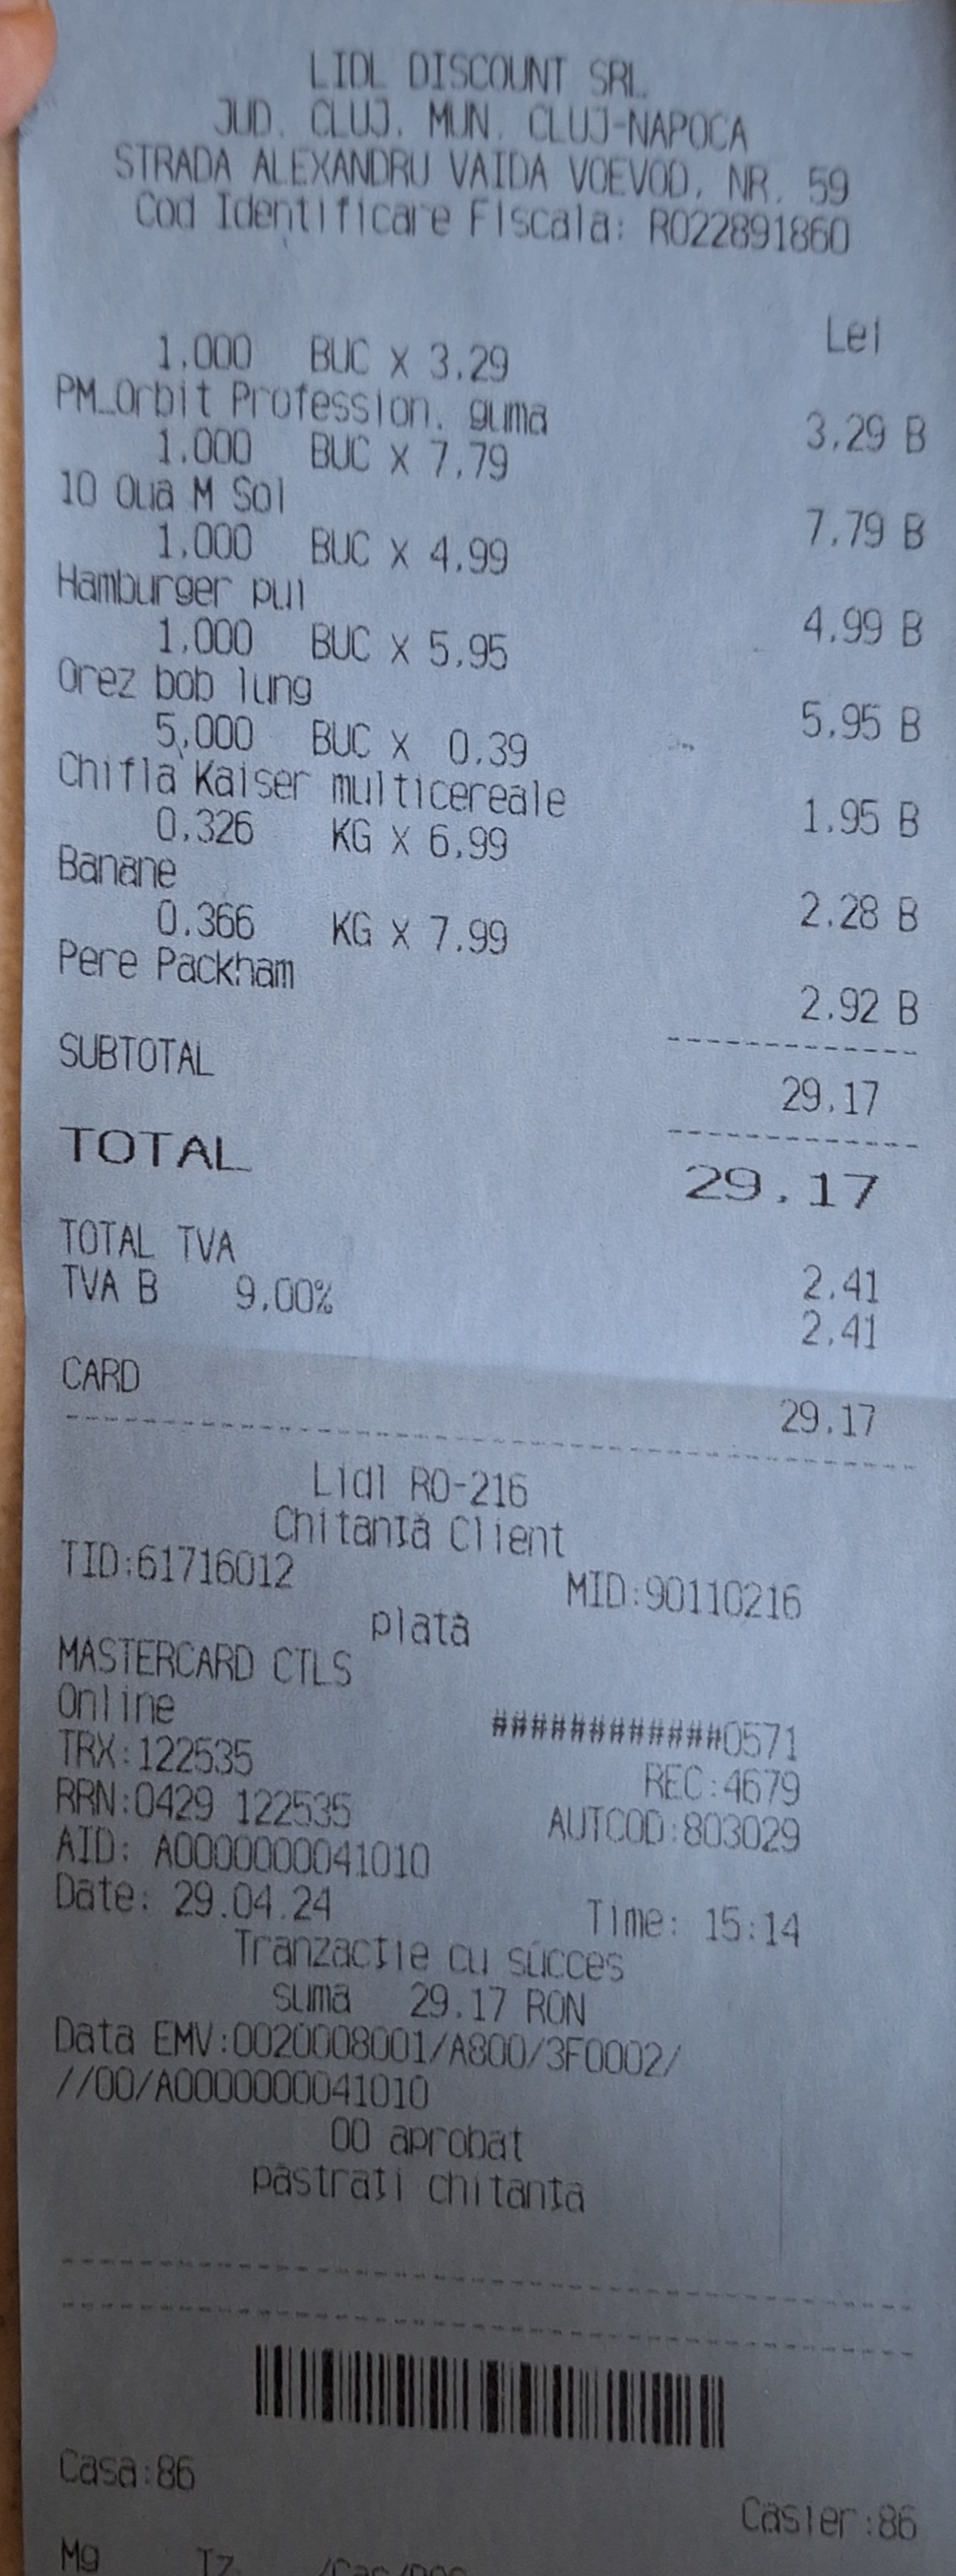 LIDL DISCOUNT SRL
JUD. CLUJ, MUN. CLUJ-NAPOCA
STRADA ALEXANDRU VAIDA VOEVOD, NR. 59
Cod Identificare Fiscala: RO22891860
Lei
1,000 BUC X 3,29
PM_Orbit Profession. guma 3,29 B
1,000 BUC X 7,79
10 Oua M Sol 7,79 B
1,000 BUC X 4,99
Hamburger pui 4,99 B
1,000 BUC X 5,95
Orez bob lung 5,95 B
5,000 BUC X 0,39
Chifla Kaiser multicereale 1,95 B
0,326 KG X 6,99
Banane 2,28 B
0,366 KG X 7,99
Pere Packham 2,92 B
SUBTOTAL 29,17
TOTAL 29,17
TOTAL TVA 2,41
TVA B 9,00% 2,41
CARD 29,17
Lidl RO-216
Chitanţă Client
TID:61716012 MID:90110216
plată
MASTERCARD CTLS
Online ############0571
TRX:122535 REC:4679
RRN:0429 122535 AUTCOD:803029
AID: A0000000041010
Date: 29.04.24 Time: 15:14
Tranzacţie cu succes
suma 29.17 RON
Data EMV:0020008001/A800/3F0002/
//00/A0000000041010
00 aprobat
păstraţi chitanţa
Casa:86 Casier:86
Mg Tz